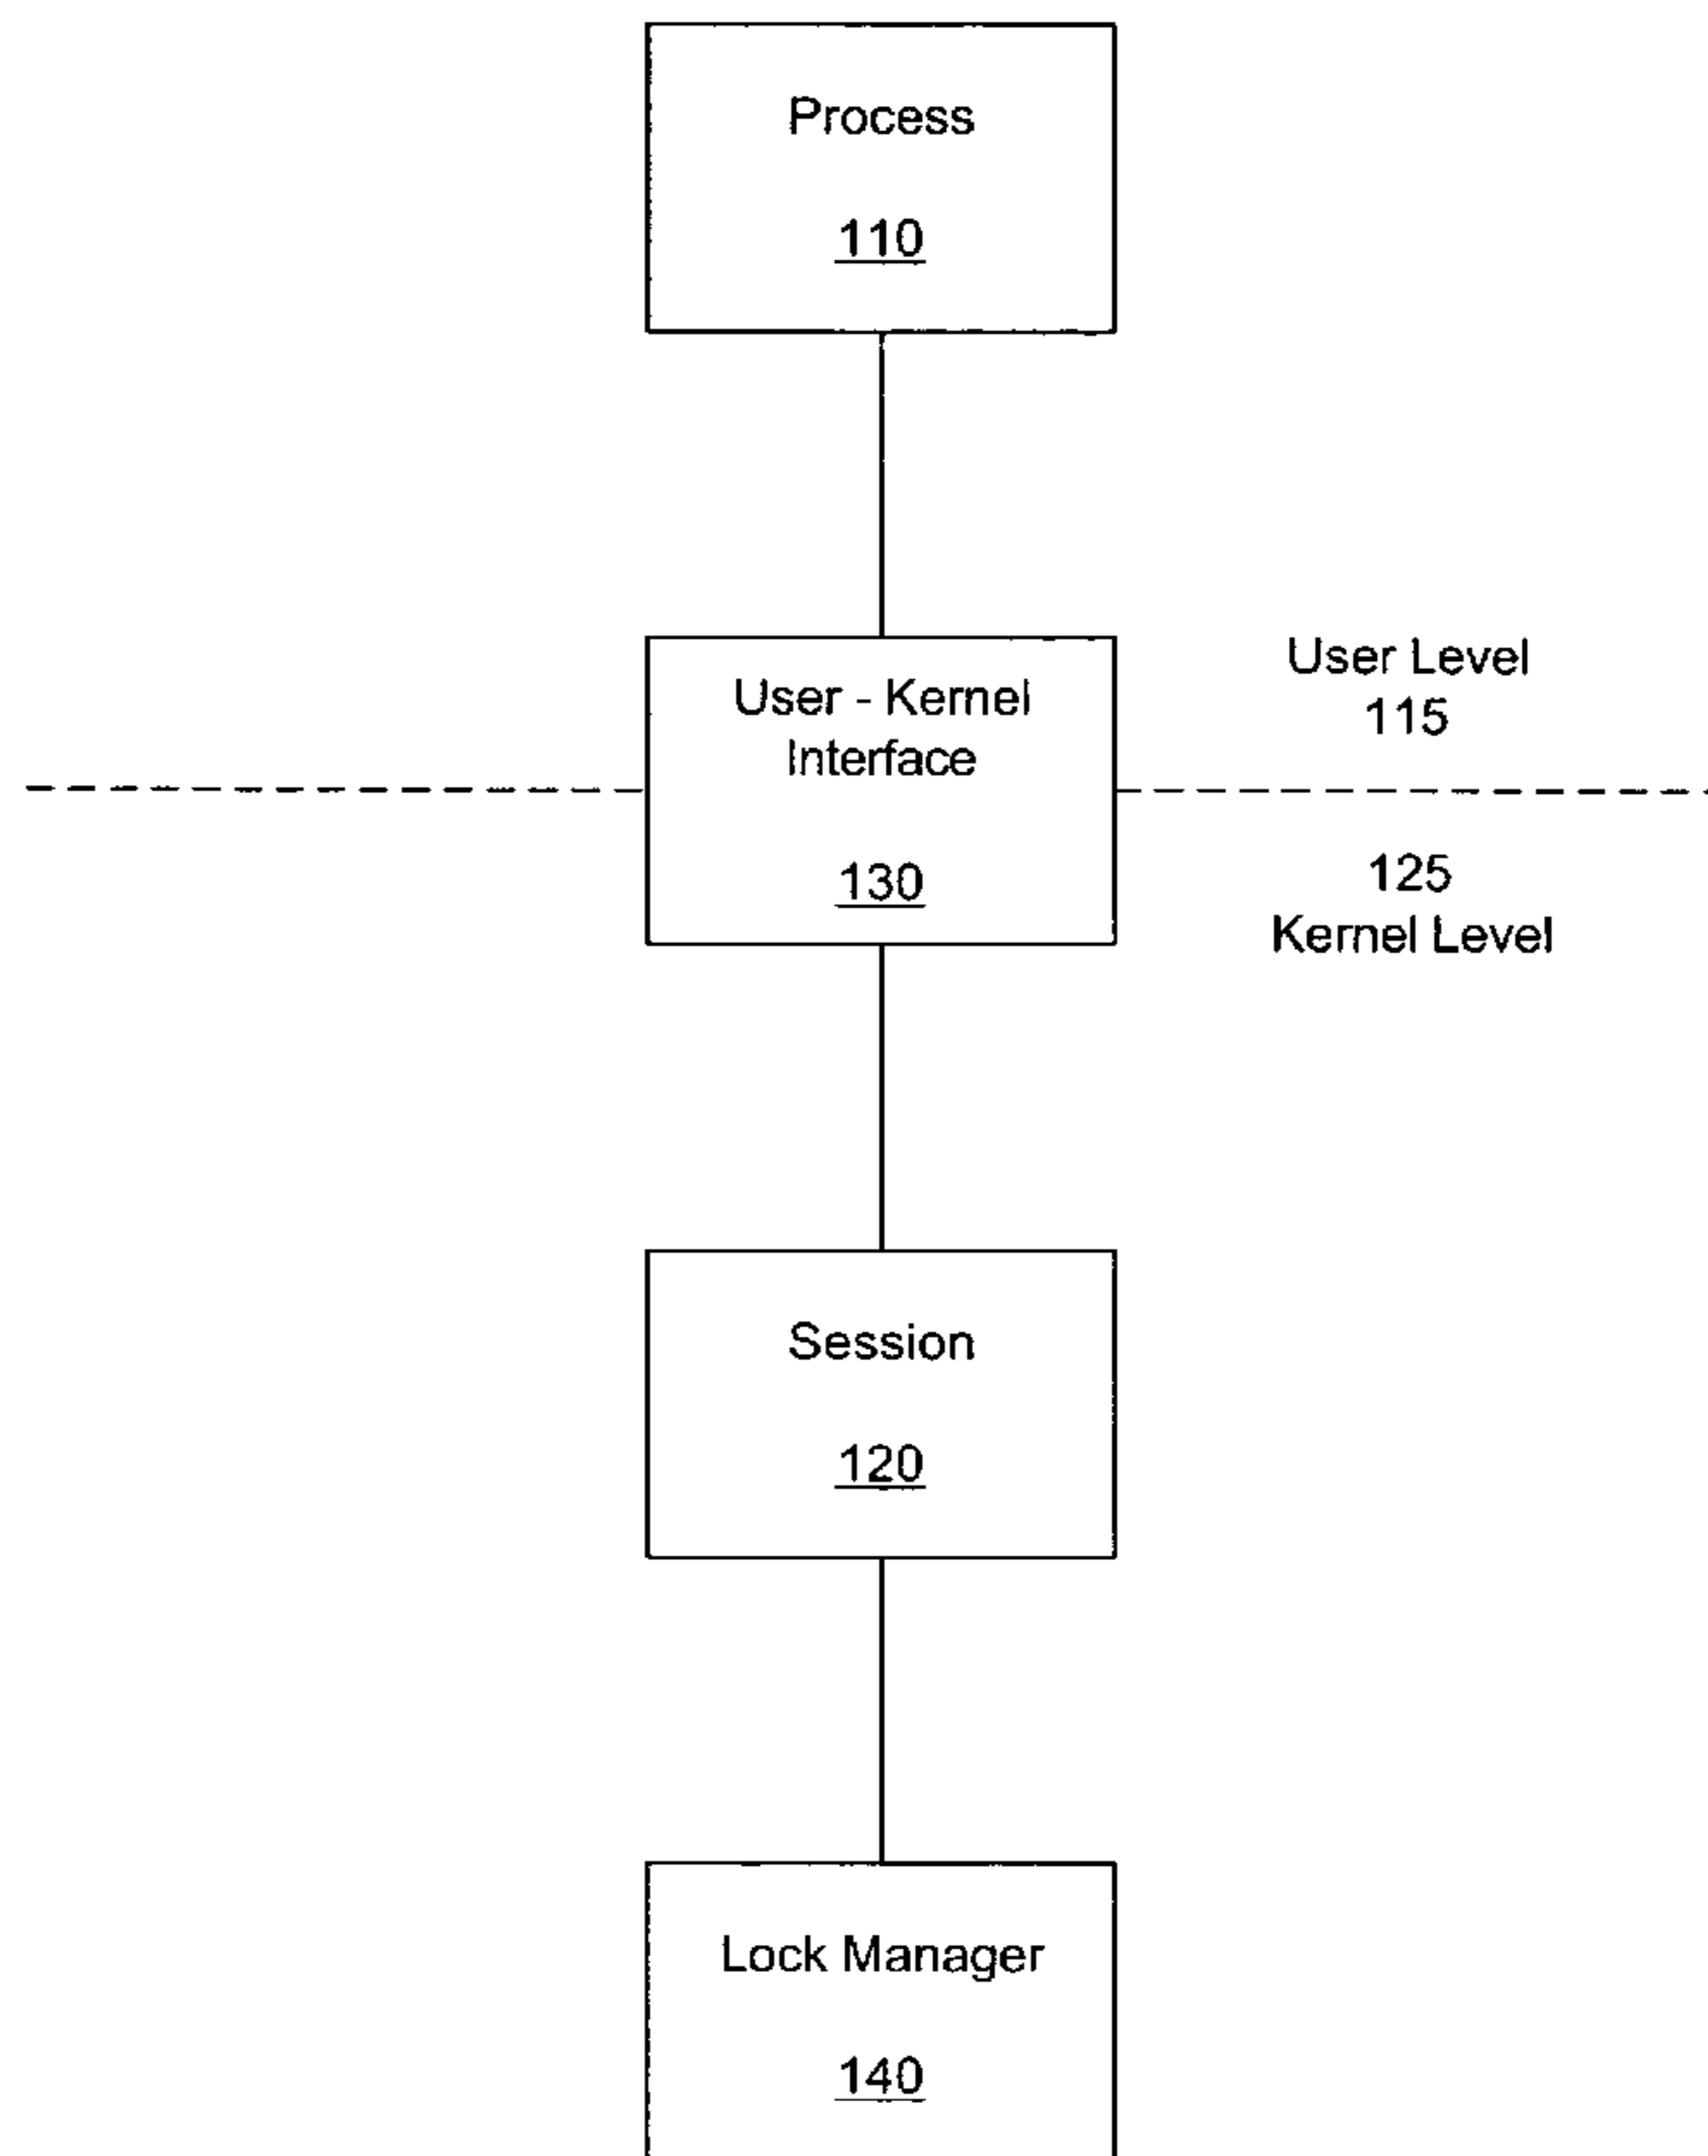 Process
110
User - Kernel
Interface
130
User Level
115
125
Kernel Level
Session
120
Lock Manager
140